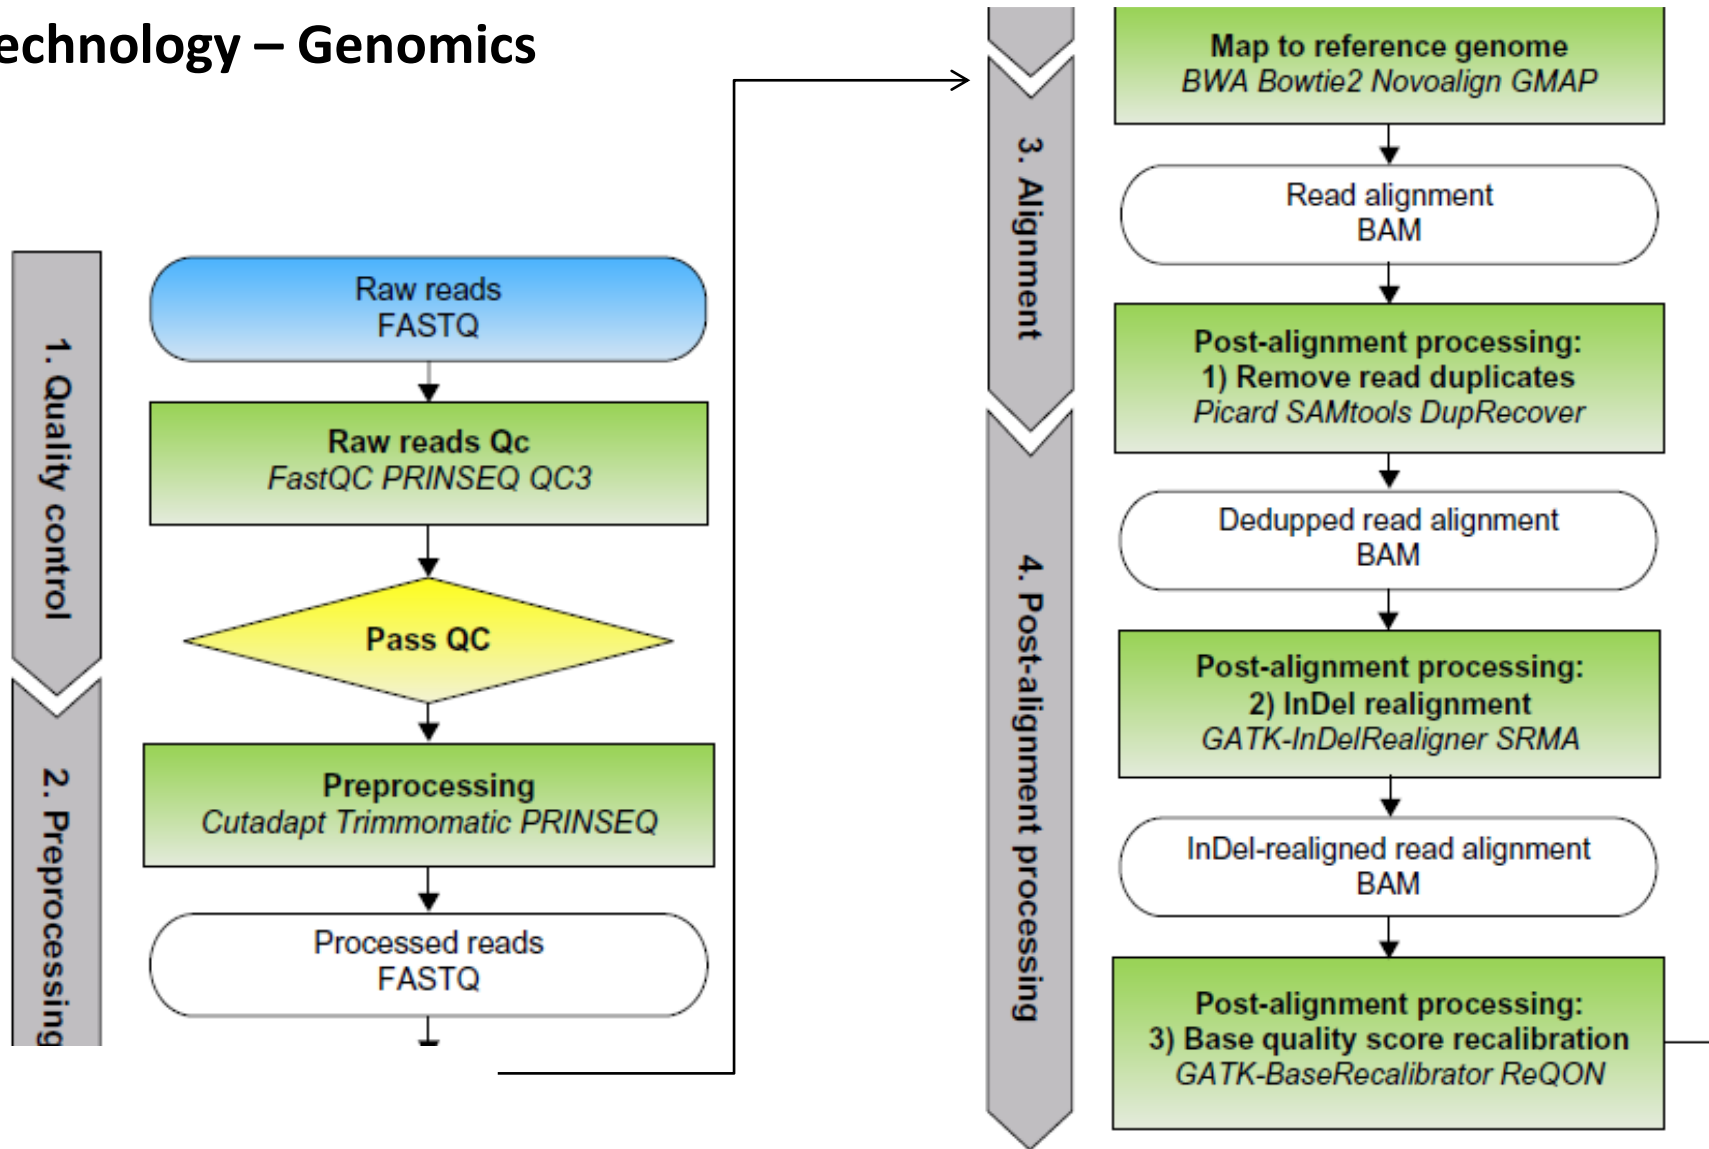 echnology – Genomics
1. Quality control
2. Preprocessing
Raw reads
FASTQ
Raw reads Qc
FastQC PRINSEQ QC3
Pass QC
Preprocessing
Cutadapt Trimmomatic PRINSEQ
Processed reads
FASTQ
3. Alignment
4. Post-alignment processing
Map to reference genome
BWA Bowtie2 Novoalign GMAP
Read alignment
BAM
Post-alignment processing:
1) Remove read duplicates
Picard SAMtools DupRecover
Dedupped read alignment
BAM
Post-alignment processing:
2) InDel realignment
GATK-InDelRealigner SRMA
InDel-realigned read alignment
BAM
Post-alignment processing:
3) Base quality score recalibration
GATK-BaseRecalibrator ReQON